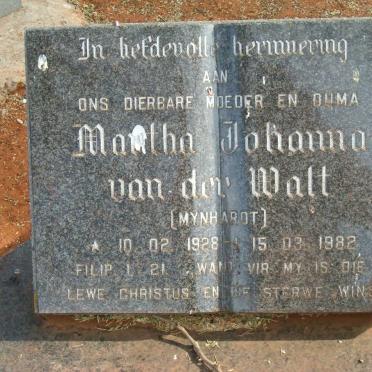 In liefdevolle herinnering
AAN
ONS DIERBARE MOEDER EN OUMA
Martha Johanna
van der Walt
(MYNHARDT)
★ 10. 02. 1928 - † 15. 03. 1982
FILIP. 1 : 21 „WANT VIR MY IS DIE
LEWE CHRISTUS EN DIE STERWE WINS